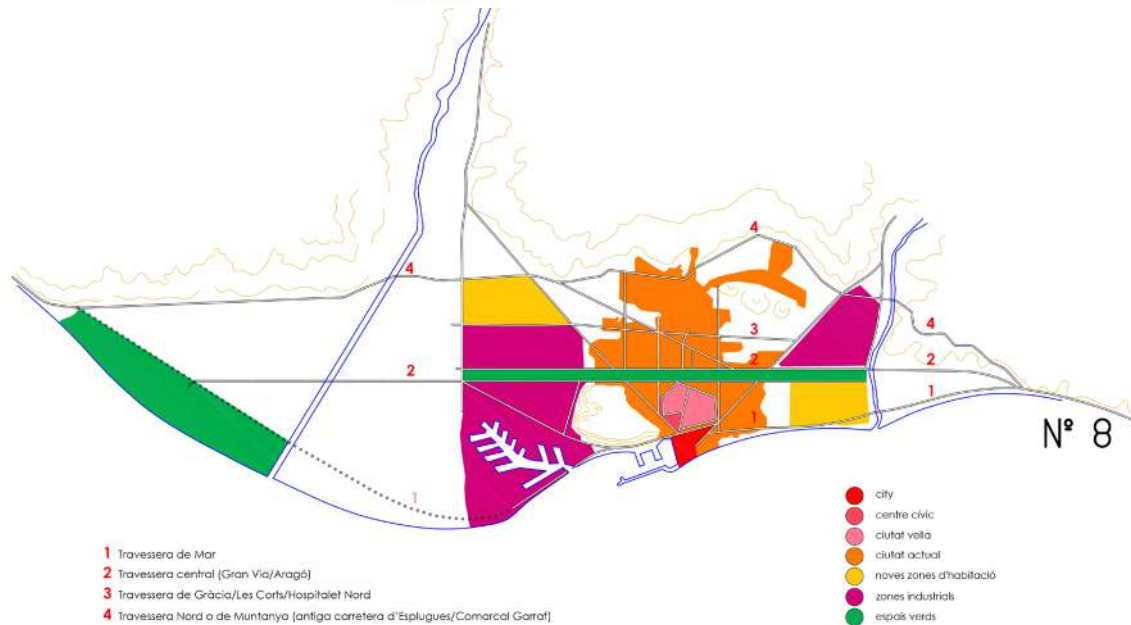 4
4
4
3
2
2
2
1
1
1
Nº 8
1 Travessera de Mar
2 Travessera central (Gran Via/Aragó)
3 Travessera de Gràcia/Les Corts/Hospitalet Nord
4 Travessera Nord o de Muntanya (antiga carretera d'Esplugues/Comarcal Garraf)
city
centre cívic
ciutat vella
ciutat actual
noves zones d'habitació
zones industrials
espais verds